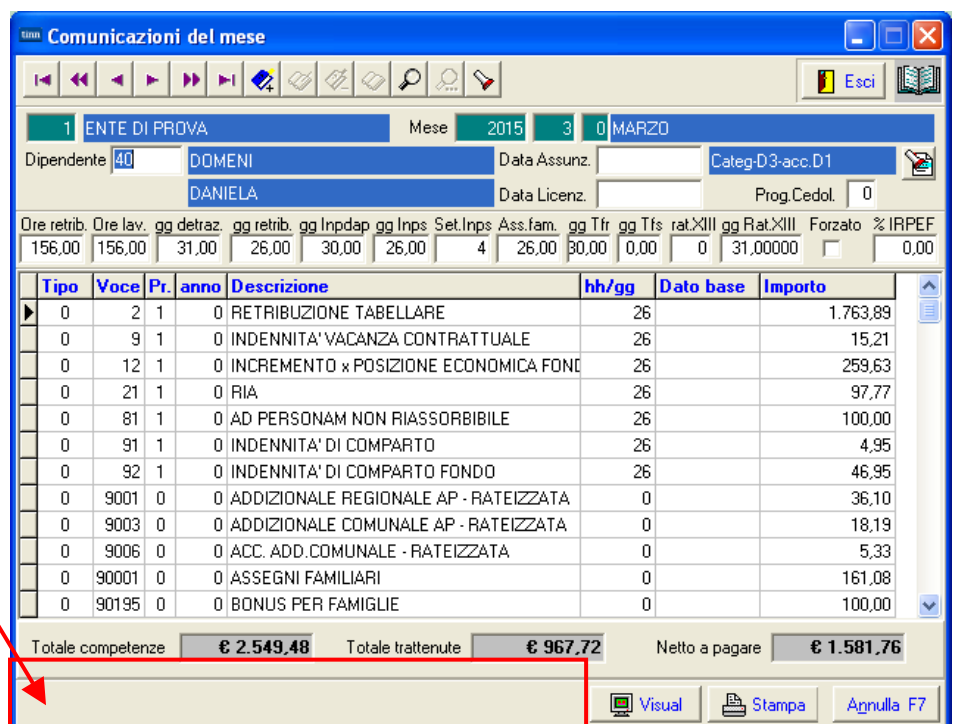 tinn Comunicazioni del mese
Esci
1 ENTE DI PROVA Mese 2015 3 0 MARZO
Dipendente 40 DOMENI Data Assunz. Categ-D3-acc.D1
DANIELA Data Licenz. Prog.Cedol. 0
Ore retrib. Ore lav. gg detraz. gg retrib. gg Inpdap gg Inps Set.Inps Ass.fam. gg Tfr gg Tfs rat.XIII gg Rat.XIII Forzato % IRPEF
156,00 156,00 31,00 26,00 30,00 26,00 4 26,00 30,00 0,00 0 31,00000 0,00
Tipo Voce Pr. anno Descrizione hh/gg Dato base Importo
0 2 1 0 RETRIBUZIONE TABELLARE 26 1.763,89
0 9 1 0 INDENNITA' VACANZA CONTRATTUALE 26 15,21
0 12 1 0 INCREMENTO x POSIZIONE ECONOMICA FOND 26 259,63
0 21 1 0 RIA 26 97,77
0 81 1 0 AD PERSONAM NON RIASSORBIBILE 26 100,00
0 91 1 0 INDENNITA' DI COMPARTO 26 4,95
0 92 1 0 INDENNITA' DI COMPARTO FONDO 26 46,95
0 9001 0 0 ADDIZIONALE REGIONALE AP - RATEIZZATA 0 36,10
0 9003 0 0 ADDIZIONALE COMUNALE AP - RATEIZZATA 0 18,19
0 9006 0 0 ACC. ADD.COMUNALE - RATEIZZATA 0 5,33
0 90001 0 0 ASSEGNI FAMILIARI 0 161,08
0 90195 0 0 BONUS PER FAMIGLIE 0 100,00
Totale competenze € 2.549,48 Totale trattenute € 967,72 Netto a pagare € 1.581,76
Visual Stampa Annulla F7